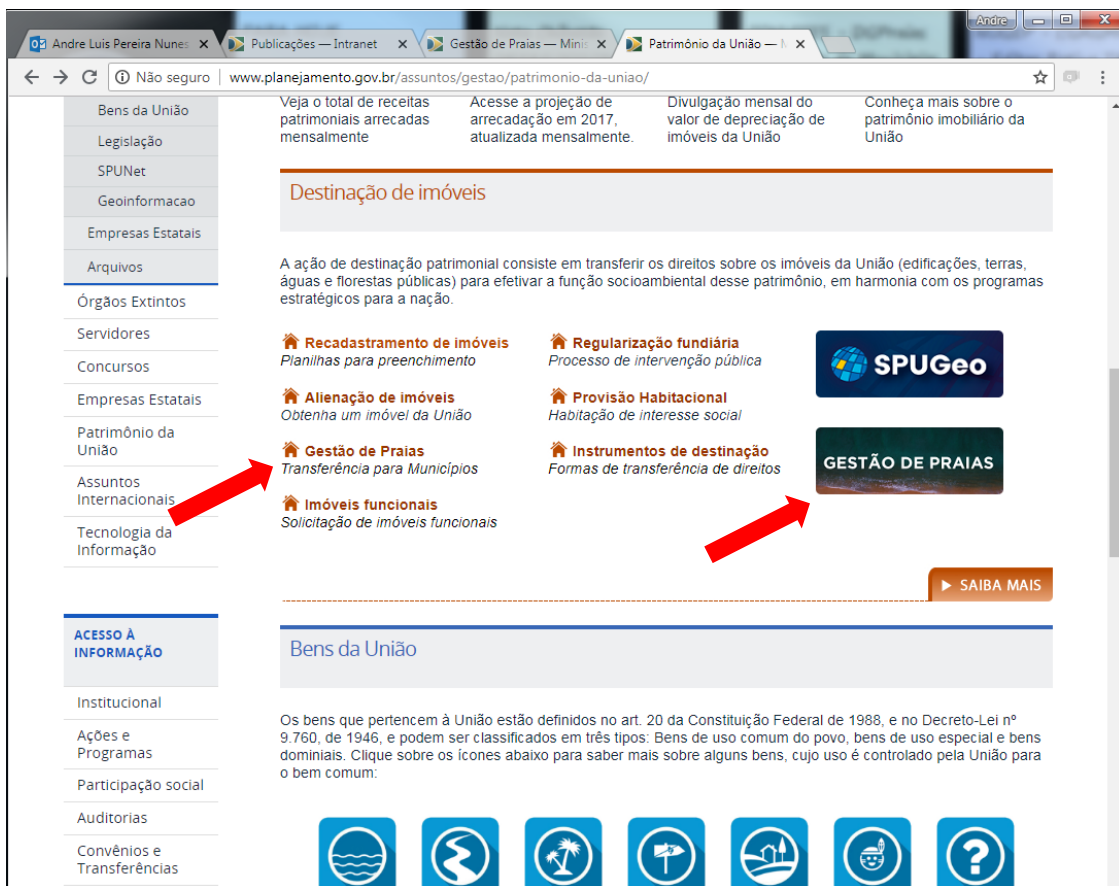 Andre
Andre Luis Pereira Nunes
Publicações — Intranet
Gestão de Praias — Minis
Patrimônio da União — M
Não seguro
www.planejamento.gov.br/assuntos/gestao/patrimonio-da-uniao/
Bens da União
Legislação
SPUNet
Geoinformacao
Empresas Estatais
Arquivos
Órgãos Extintos
Servidores
Concursos
Empresas Estatais
Patrimônio da
União
Assuntos
Internacionais
Tecnologia da
Informação
ACESSO À
INFORMAÇÃO
Institucional
Ações e
Programas
Participação social
Auditorias
Convênios e
Transferências
Veja o total de receitas
patrimoniais arrecadas
mensalmente
Acesse a projeção de
arrecadação em 2017,
atualizada mensalmente.
Divulgação mensal do
valor de depreciação de
imóveis da União
Conheça mais sobre o
patrimônio imobiliário da
União
Destinação de imóveis
A ação de destinação patrimonial consiste em transferir os direitos sobre os imóveis da União (edificações, terras,
águas e florestas públicas) para efetivar a função socioambiental desse patrimônio, em harmonia com os programas
estratégicos para a nação.
Recadastramento de imóveis
Planilhas para preenchimento
Alienação de imóveis
Obtenha um imóvel da União
Gestão de Praias
Transferência para Municípios
Imóveis funcionais
Solicitação de imóveis funcionais
Regularização fundiária
Processo de intervenção pública
Provisão Habitacional
Habitação de interesse social
Instrumentos de destinação
Formas de transferência de direitos
SPUGeo
GESTÃO DE PRAIAS
SAIBA MAIS
Bens da União
Os bens que pertencem à União estão definidos no art. 20 da Constituição Federal de 1988, e no Decreto-Lei nº
9.760, de 1946, e podem ser classificados em três tipos: Bens de uso comum do povo, bens de uso especial e bens
dominiais. Clique sobre os ícones abaixo para saber mais sobre alguns bens, cujo uso é controlado pela União para
o bem comum: